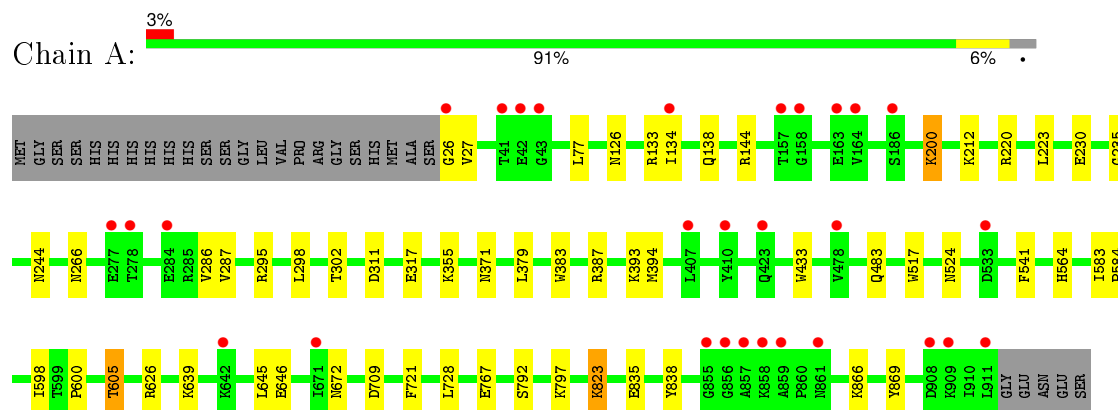 3%
Chain A:
91% 6% •
MET GLY SER SER HIS HIS HIS HIS HIS HIS SER SER GLY LEU VAL PRO ARG GLY SER HIS MET ALA SER G26 V27 T41 E42 G43 L77 N126 R133 I134 Q138 R144 T157 G158 E163 V164 S186 K200 K212 R220 L223 E230
N244 N266 E277 T278 E284 R285 V286 V287 R295 L298 T302 D311 E317 K355 N371 L379 W383 R387 K393 M394 L407 Y410 Q423 W433 V478 Q483 W517 N524 D533 F541 H564 I583
I598 T599 P600 T605 R626 K639 K642 L645 E646 I671 N672 D709 F721 L728 E767 S792 K797 K823 E835 Y838 G855 G856 A857 K858 A859 P860 N861 K866 Y869 D908 K909 I910 L911 GLY GLU ASN GLU SER